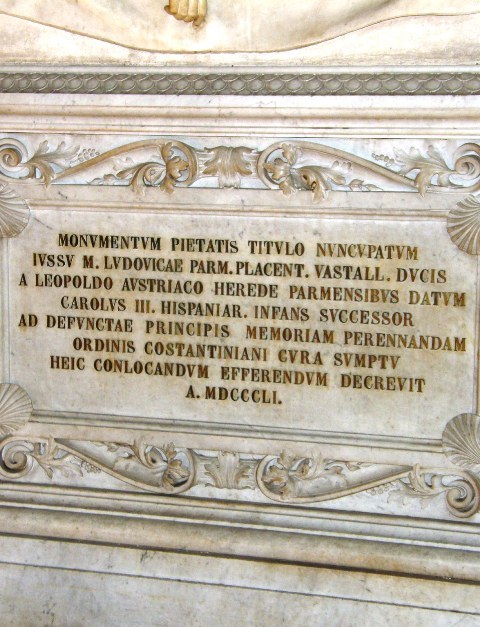 MONVMENTVM PIETATIS TITVLO NVNCVPATVM
IVSSV M. LVDOVICAE PARM. PLACENT. VASTALL. DVCIS
A LEOPOLDO AVSTRIACO HEREDE PARMENSIBVS DATVM
CAROLVS III. HISPANIAR. INFANS SVCCESSOR
AD DEFVNCTAE PRINCIPIS MEMORIAM PERENNANDAM
ORDINIS COSTANTINIANI CVRA SVMPTV
HEIC CONLOCANDVM EFFERENDVM DECREVIT
A. MDCCCLI.